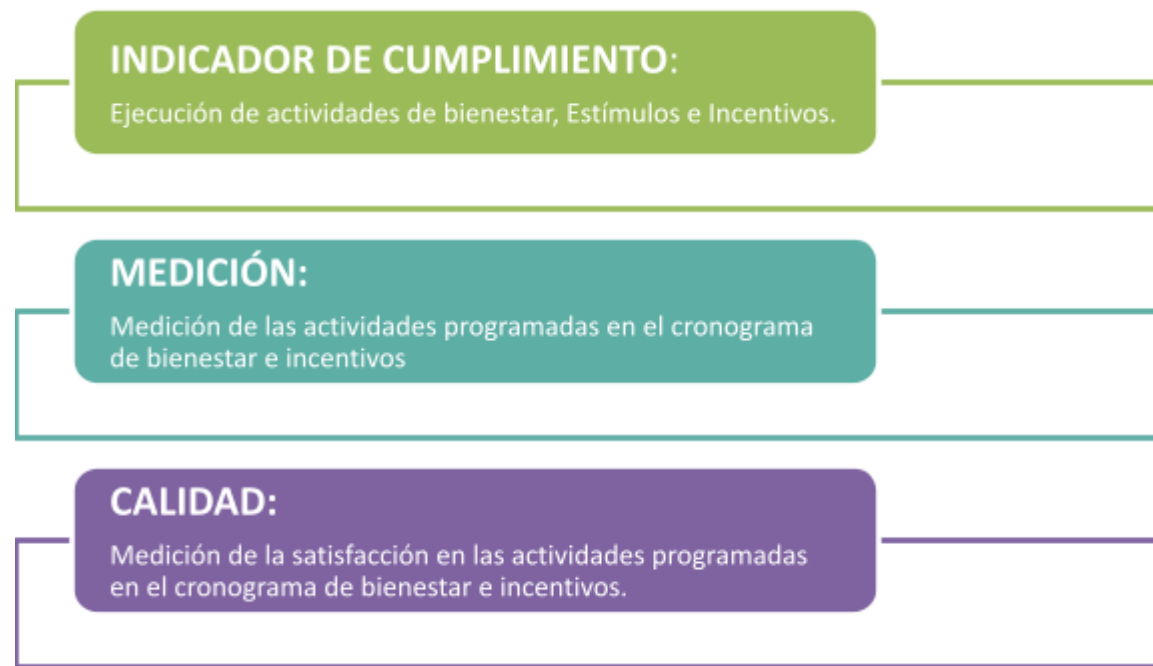 INDICADOR DE CUMPLIMIENTO:
Ejecución de actividades de bienestar, Estímulos e Incentivos.
MEDICIÓN:
Medición de las actividades programadas en el cronograma
de bienestar e incentivos
CALIDAD:
Medición de la satisfacción en las actividades programadas
en el cronograma de bienestar e incentivos.